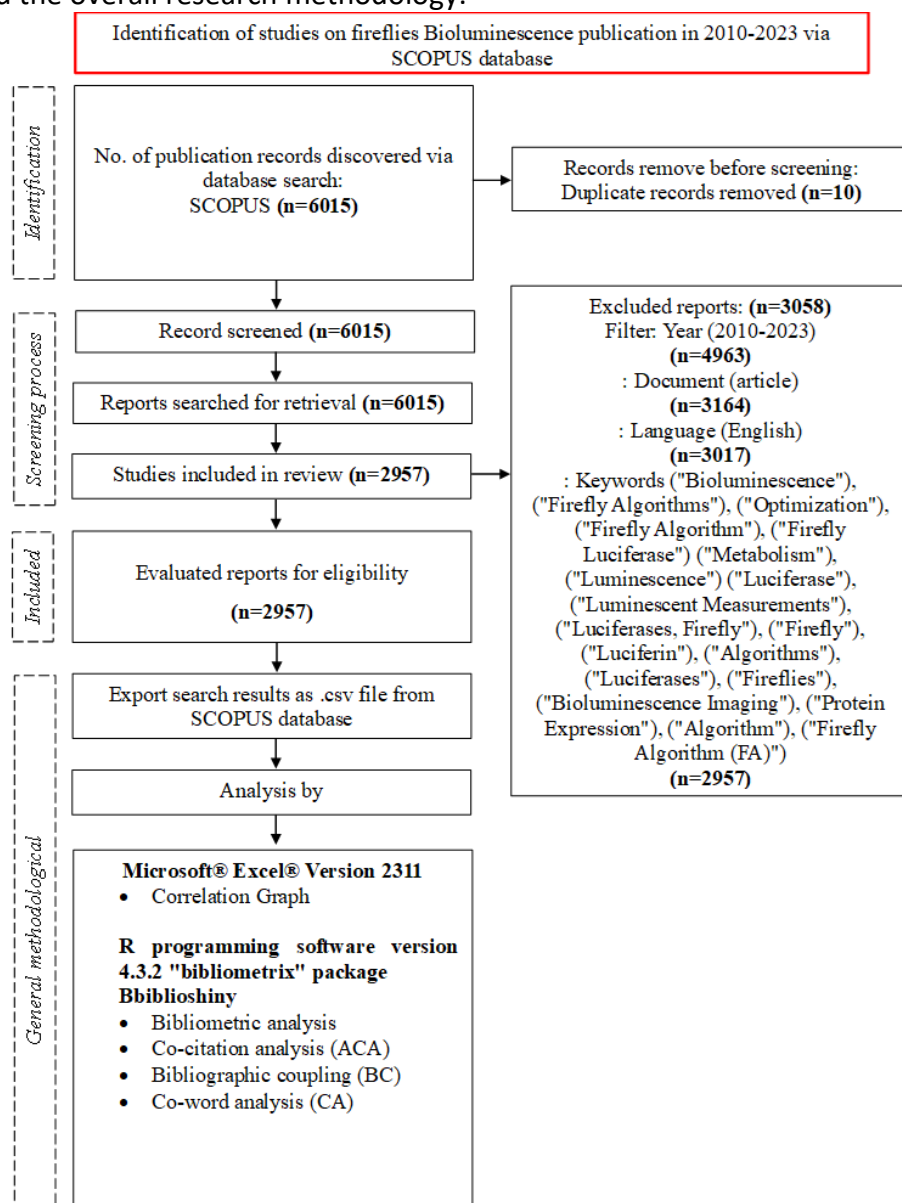 d the overall research methodology.
Identification of studies on fireflies Bioluminescence publication in 2010-2023 via
SCOPUS database
Identification
No. of publication records discovered via
database search:
SCOPUS (n=6015)
Records remove before screening:
Duplicate records removed (n=10)
Screening process
Record screened (n=6015)
Reports searched for retrieval (n=6015)
Studies included in review (n=2957)
Excluded reports: (n=3058)
Filter: Year (2010-2023)
(n=4963)
: Document (article)
(n=3164)
: Language (English)
(n=3017)
: Keywords ("Bioluminescence"),
("Firefly Algorithms"), ("Optimization"),
("Firefly Algorithm"), ("Firefly
Luciferase") ("Metabolism"),
("Luminescence") ("Luciferase"),
("Luminescent Measurements"),
("Luciferases, Firefly"), ("Firefly"),
("Luciferin"), ("Algorithms"),
("Luciferases"), ("Fireflies"),
("Bioluminescence Imaging"), ("Protein
Expression"), ("Algorithm"), ("Firefly
Algorithm (FA)")
(n=2957)
Included
Evaluated reports for eligibility
(n=2957)
General methodological
Export search results as .csv file from
SCOPUS database
Analysis by
Microsoft® Excel® Version 2311
• Correlation Graph
R programming software version
4.3.2 "bibliometrix" package
Bbiblioshiny
• Bibliometric analysis
• Co-citation analysis (ACA)
• Bibliographic coupling (BC)
• Co-word analysis (CA)